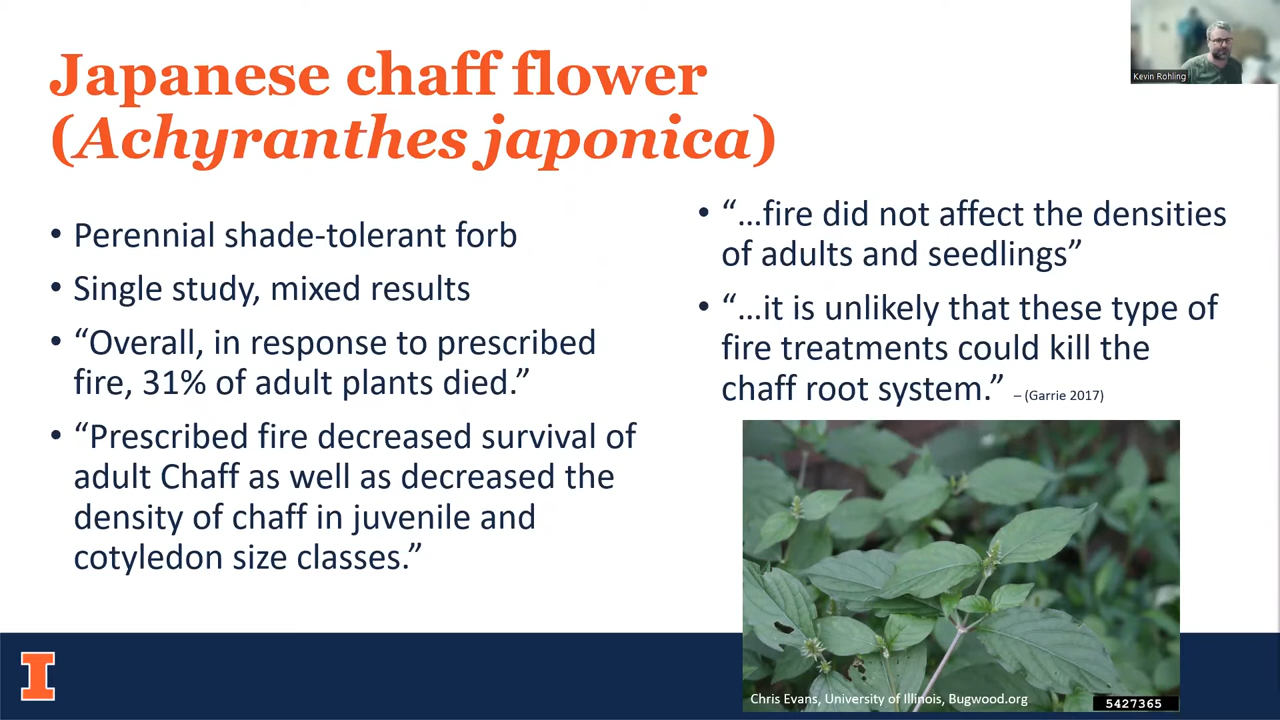 Kevin Rohling
Japanese chaff flower
(Achyranthes japonica)
• Perennial shade-tolerant forb
• Single study, mixed results
• “Overall, in response to prescribed
fire, 31% of adult plants died.”
• “Prescribed fire decreased survival of
adult Chaff as well as decreased the
density of chaff in juvenile and
cotyledon size classes.”
• “…fire did not affect the densities
of adults and seedlings”
• “…it is unlikely that these type of
fire treatments could kill the
chaff root system.” – (Garrie 2017)
Chris Evans, University of Illinois, Bugwood.org
5427365
I